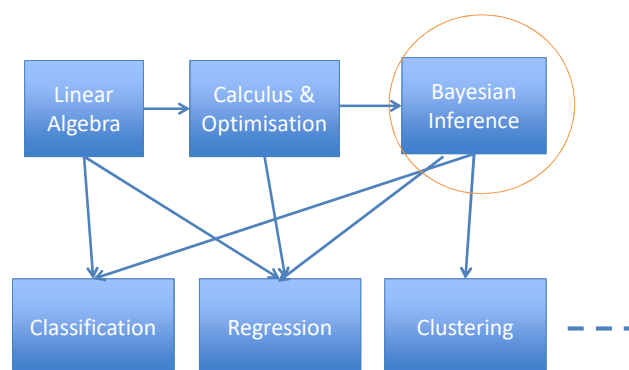 Linear
Algebra
Calculus &
Optimisation
Bayesian
Inference
Classification
Regression
Clustering